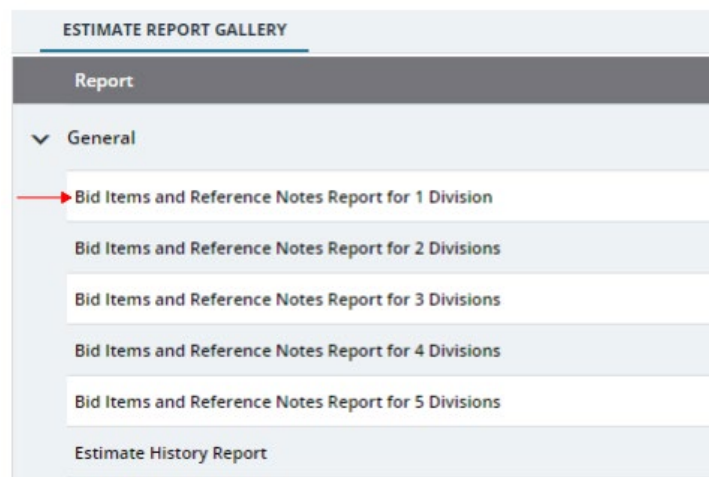 ESTIMATE REPORT GALLERY
Report
General
Bid Items and Reference Notes Report for 1 Division
Bid Items and Reference Notes Report for 2 Divisions
Bid Items and Reference Notes Report for 3 Divisions
Bid Items and Reference Notes Report for 4 Divisions
Bid Items and Reference Notes Report for 5 Divisions
Estimate History Report